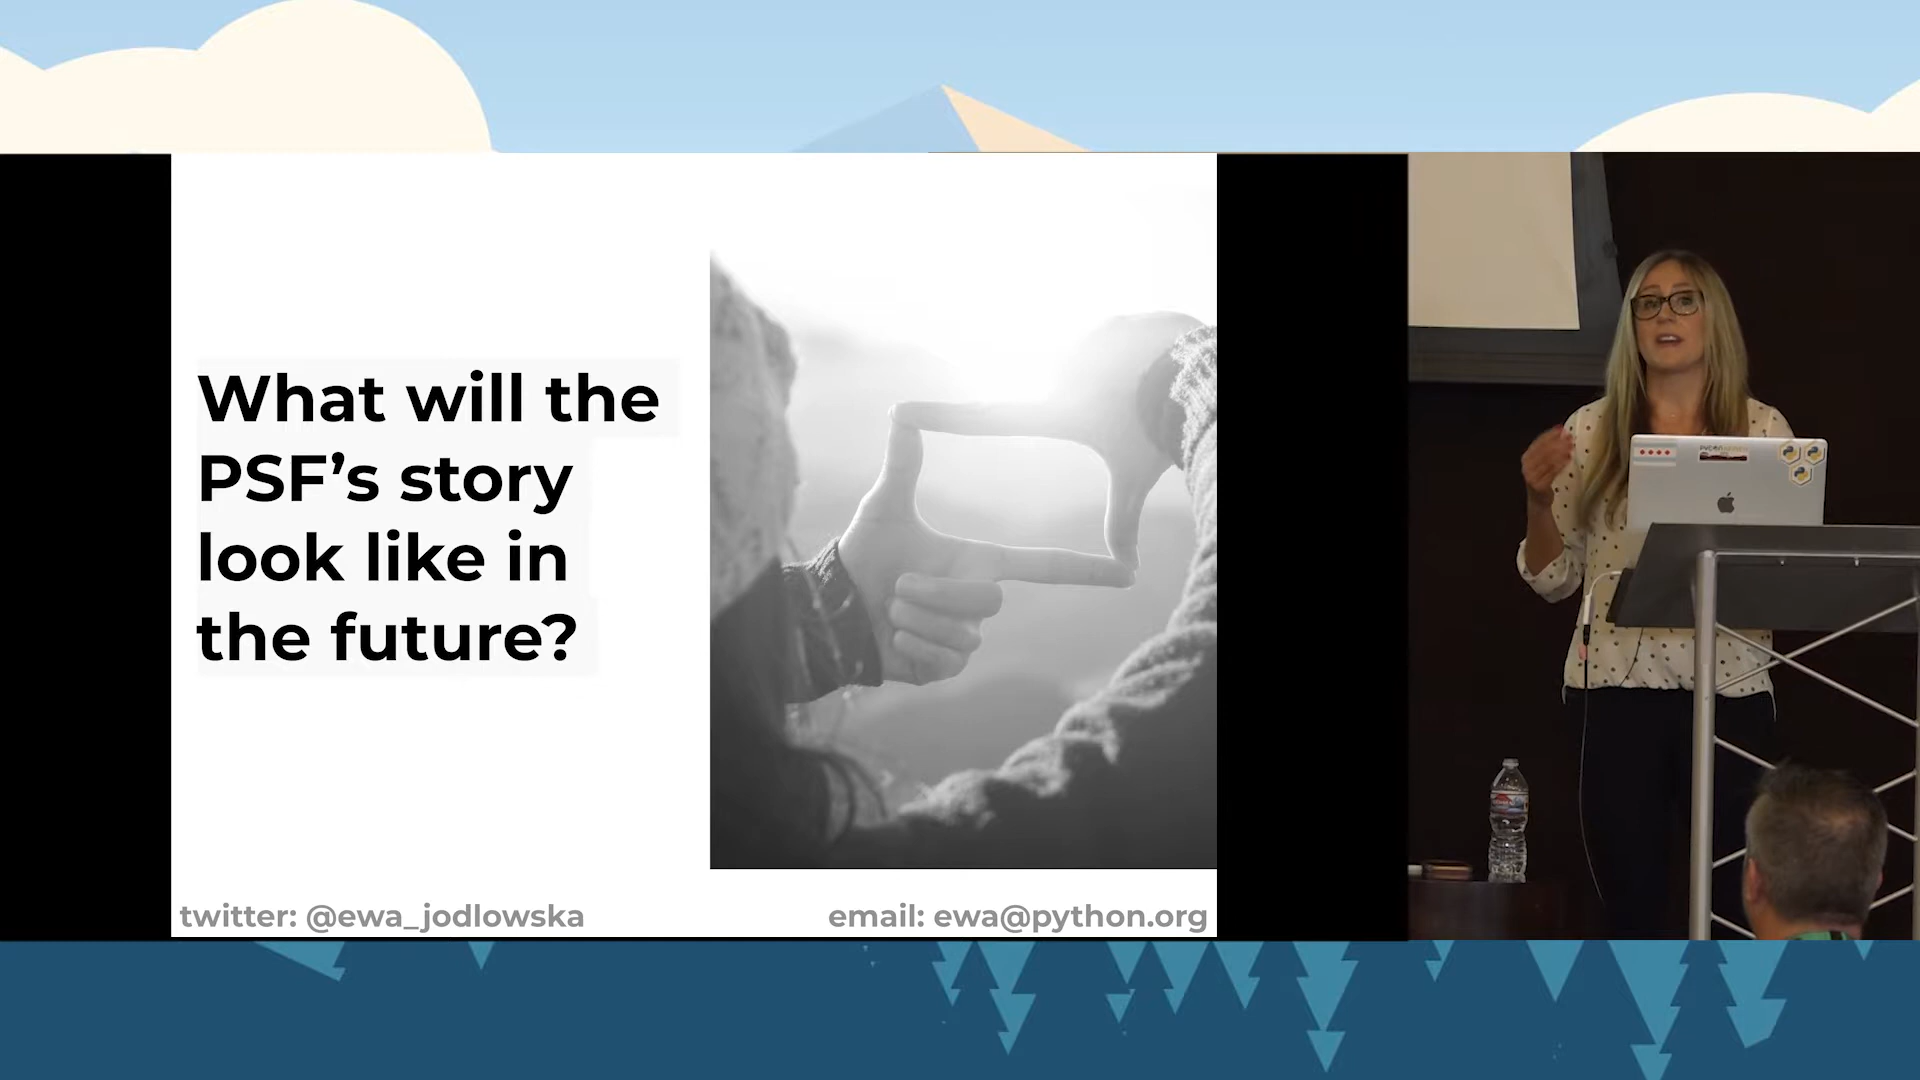 What will the
PSF’s story
look like in
the future?
twitter: @ewa_jodlowska
email: ewa@python.org